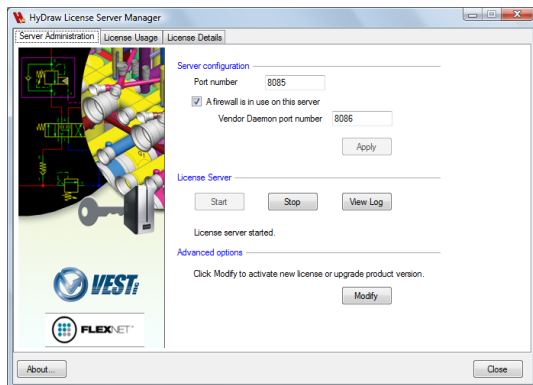 HyDraw License Server Manager
Server Administration License Usage License Details
Server configuration
Port number 8085
A firewall is in use on this server
Vendor Daemon port number 8086
Apply
License Server
Start Stop View Log
License server started.
Advanced options
Click Modify to activate new license or upgrade product version.
Modify
VEST
FLEXNET
About... Close